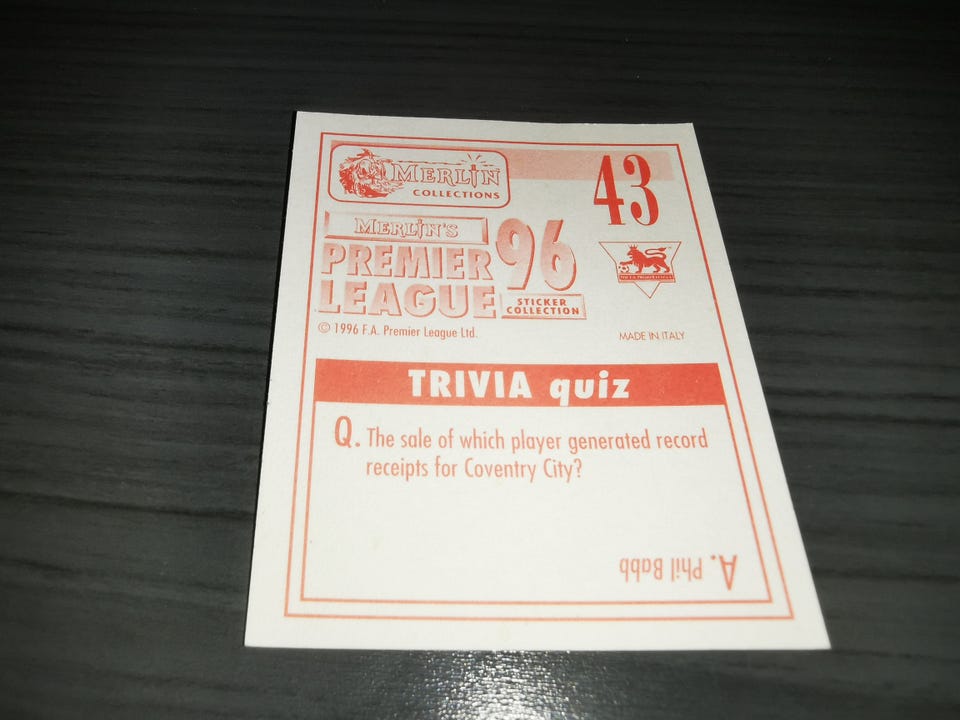 MERLIN
COLLECTIONS
43
MERLIN'S
PREMIER
LEAGUE
96
STICKER
COLLECTION
© 1996 F.A. Premier League Ltd.
MADE IN ITALY
TRIVIA quiz
Q. The sale of which player generated record
receipts for Coventry City?
A. Phil Babb